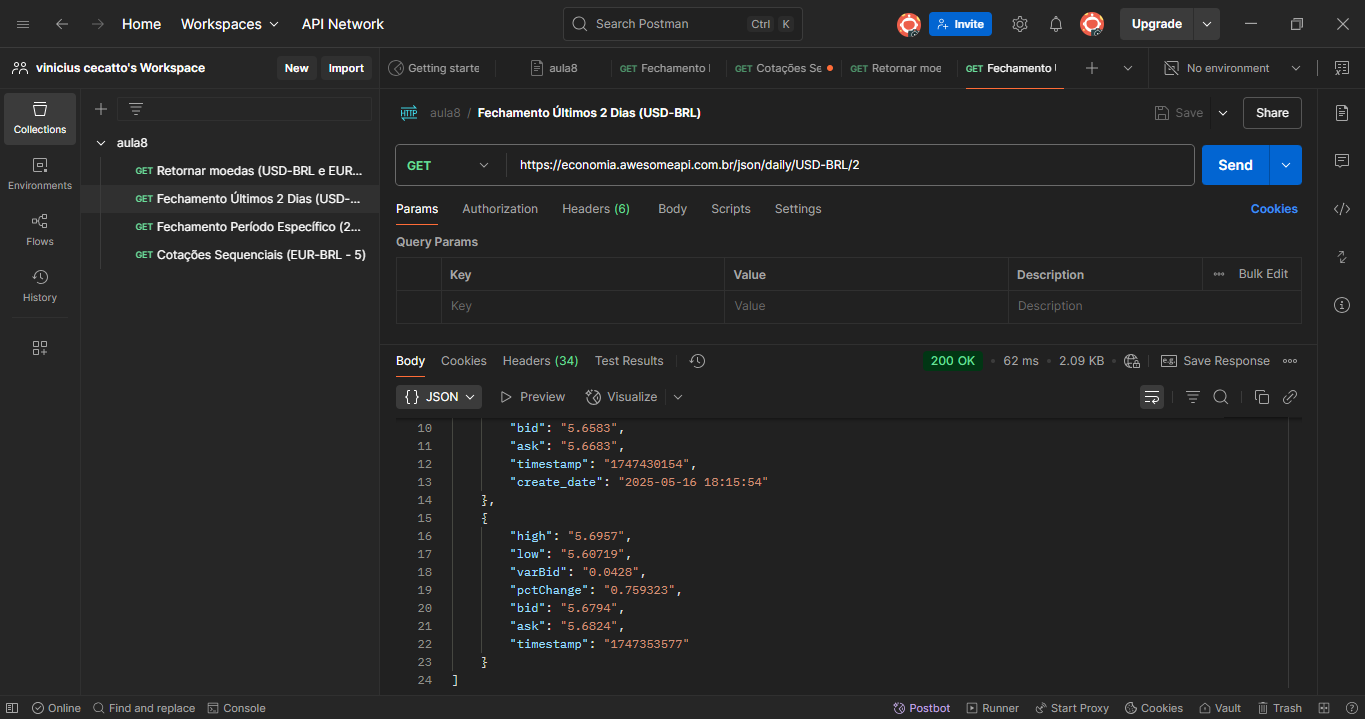 Home Workspaces API Network Search Postman Ctrl K Invite Upgrade
vinicius cecatto's Workspace New Import
Getting starte aula8 GET Fechamento GET Cotações Se GET Retornar moe GET Fechamento No environment
Collections
Environments
Flows
History
aula8
GET Retornar moedas (USD-BRL e EUR...
GET Fechamento Últimos 2 Dias (USD-...
GET Fechamento Período Específico (2...
GET Cotações Sequenciais (EUR-BRL - 5)
HTTP aula8 / Fechamento Últimos 2 Dias (USD-BRL) Save Share
GET https://economia.awesomeapi.com.br/json/daily/USD-BRL/2 Send
Params Authorization Headers (6) Body Scripts Settings Cookies
Query Params
Key Value Description Bulk Edit
Key Value Description
Body Cookies Headers (34) Test Results 200 OK 62 ms 2.09 KB e.g. Save Response
{ } JSON Preview Visualize
10 "bid": "5.6583",
11 "ask": "5.6683",
12 "timestamp": "1747430154",
13 "create_date": "2025-05-16 18:15:54"
14 },
15 {
16 "high": "5.6957",
17 "low": "5.60719",
18 "varBid": "0.0428",
19 "pctChange": "0.759323",
20 "bid": "5.6794",
21 "ask": "5.6824",
22 "timestamp": "1747353577"
23 }
24 ]
Online Find and replace Console Postbot Runner Start Proxy Cookies Vault Trash